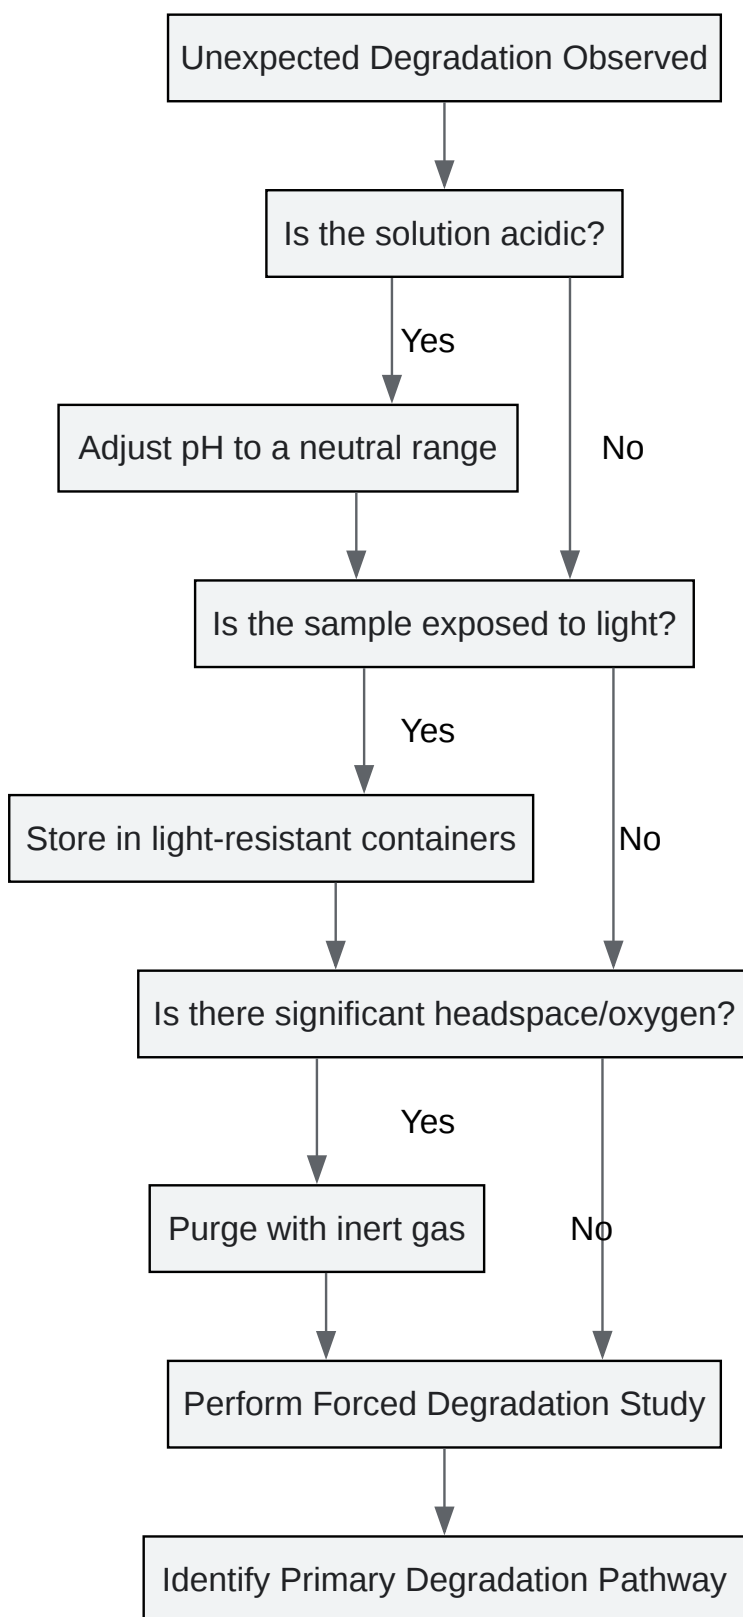 Unexpected Degradation Observed
Is the solution acidic?
Yes
Adjust pH to a neutral range
No
Is the sample exposed to light?
Yes
Store in light-resistant containers
No
Is there significant headspace/oxygen?
Yes
Purge with inert gas
No
Perform Forced Degradation Study
Identify Primary Degradation Pathway